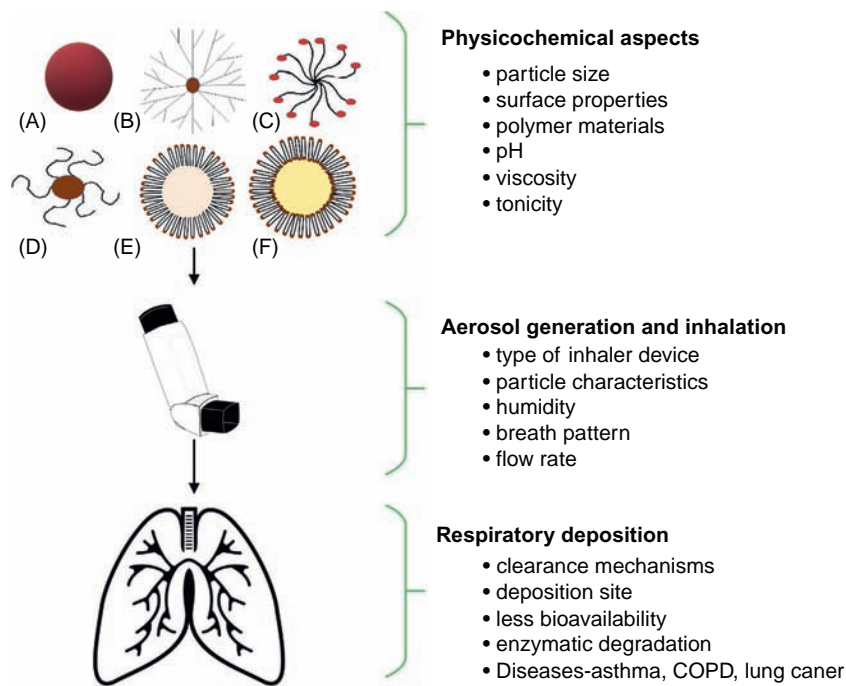 (A)
(B)
(C)
(D)
(E)
(F)
Physicochemical aspects
• particle size
• surface properties
• polymer materials
• pH
• viscosity
• tonicity
Aerosol generation and inhalation
• type of inhaler device
• particle characteristics
• humidity
• breath pattern
• flow rate
Respiratory deposition
• clearance mechanisms
• deposition site
• less bioavailability
• enzymatic degradation
• Diseases-asthma, COPD, lung caner